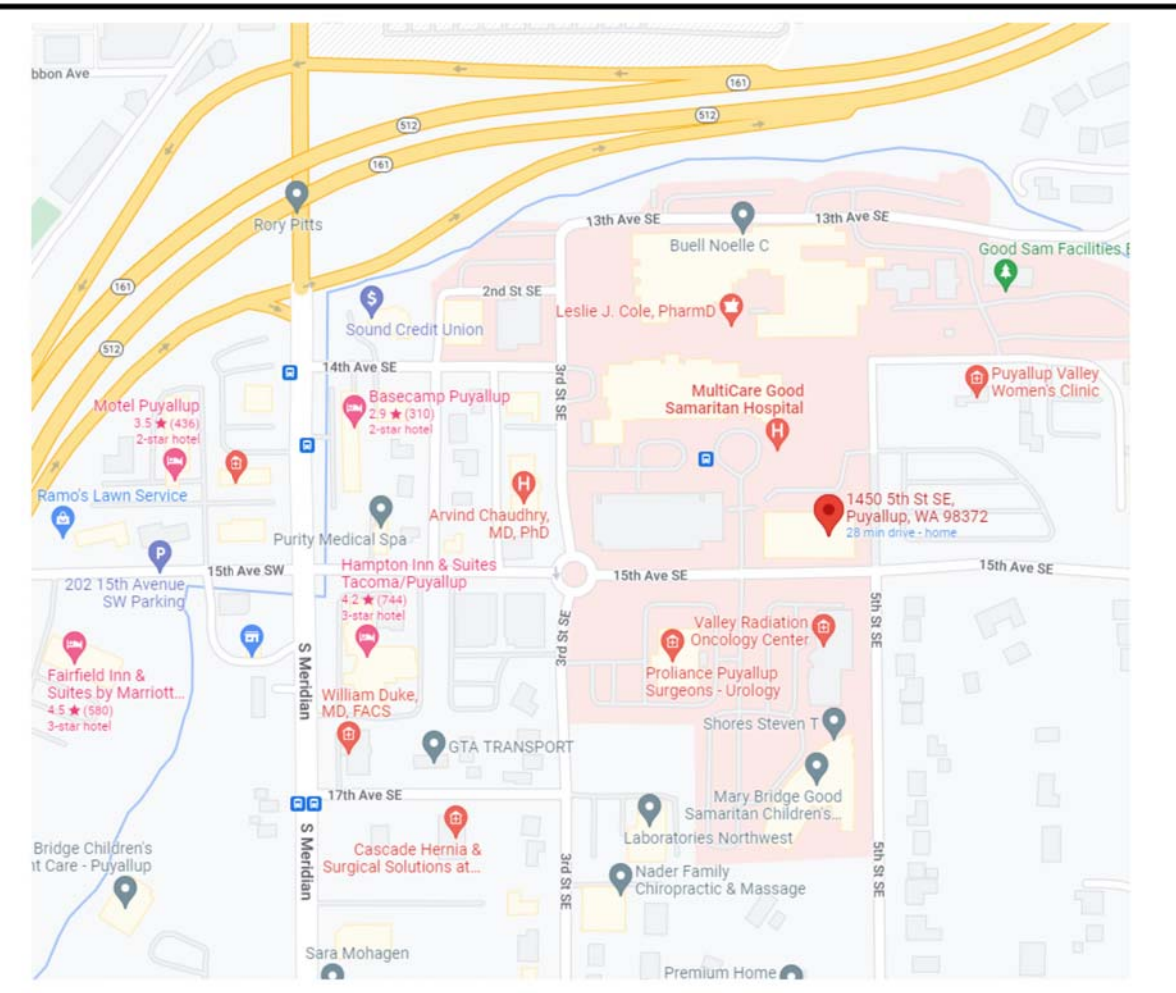 bbon Ave
161
512
512
161
Rory Pitts
13th Ave SE
13th Ave SE
Buell Noelle C
Good Sam Facilities
161
2nd St SE
Leslie J. Cole, PharmD
Sound Credit Union
512
14th Ave SE
3rd St SE
Puyallup Valley
Women's Clinic
MultiCare Good
Samaritan Hospital
H
Motel Puyallup
3.5 ★ (436)
2-star hotel
Basecamp Puyallup
2.9 ★ (310)
2-star hotel
Ramo's Lawn Service
H
Arvind Chaudhry,
MD, PhD
1450 5th St SE,
Puyallup, WA 98372
28 min drive - home
Purity Medical Spa
P
202 15th Avenue
SW Parking
15th Ave SW
Hampton Inn & Suites
Tacoma/Puyallup
4.2 ★ (744)
3-star hotel
15th Ave SE
15th Ave SE
5th St SE
3rd St SE
Valley Radiation
Oncology Center
Proliance Puyallup
Surgeons - Urology
S Meridian
Fairfield Inn &
Suites by Marriott...
4.5 ★ (580)
3-star hotel
William Duke,
MD, FACS
Shores Steven T
GTA TRANSPORT
17th Ave SE
Mary Bridge Good
Samaritan Children's...
Laboratories Northwest
S Meridian
Cascade Hernia &
Surgical Solutions at...
Bridge Children's
nt Care - Puyallup
3rd St SE
Nader Family
Chiropractic & Massage
5th St SE
Sara Mohagen
Premium Home